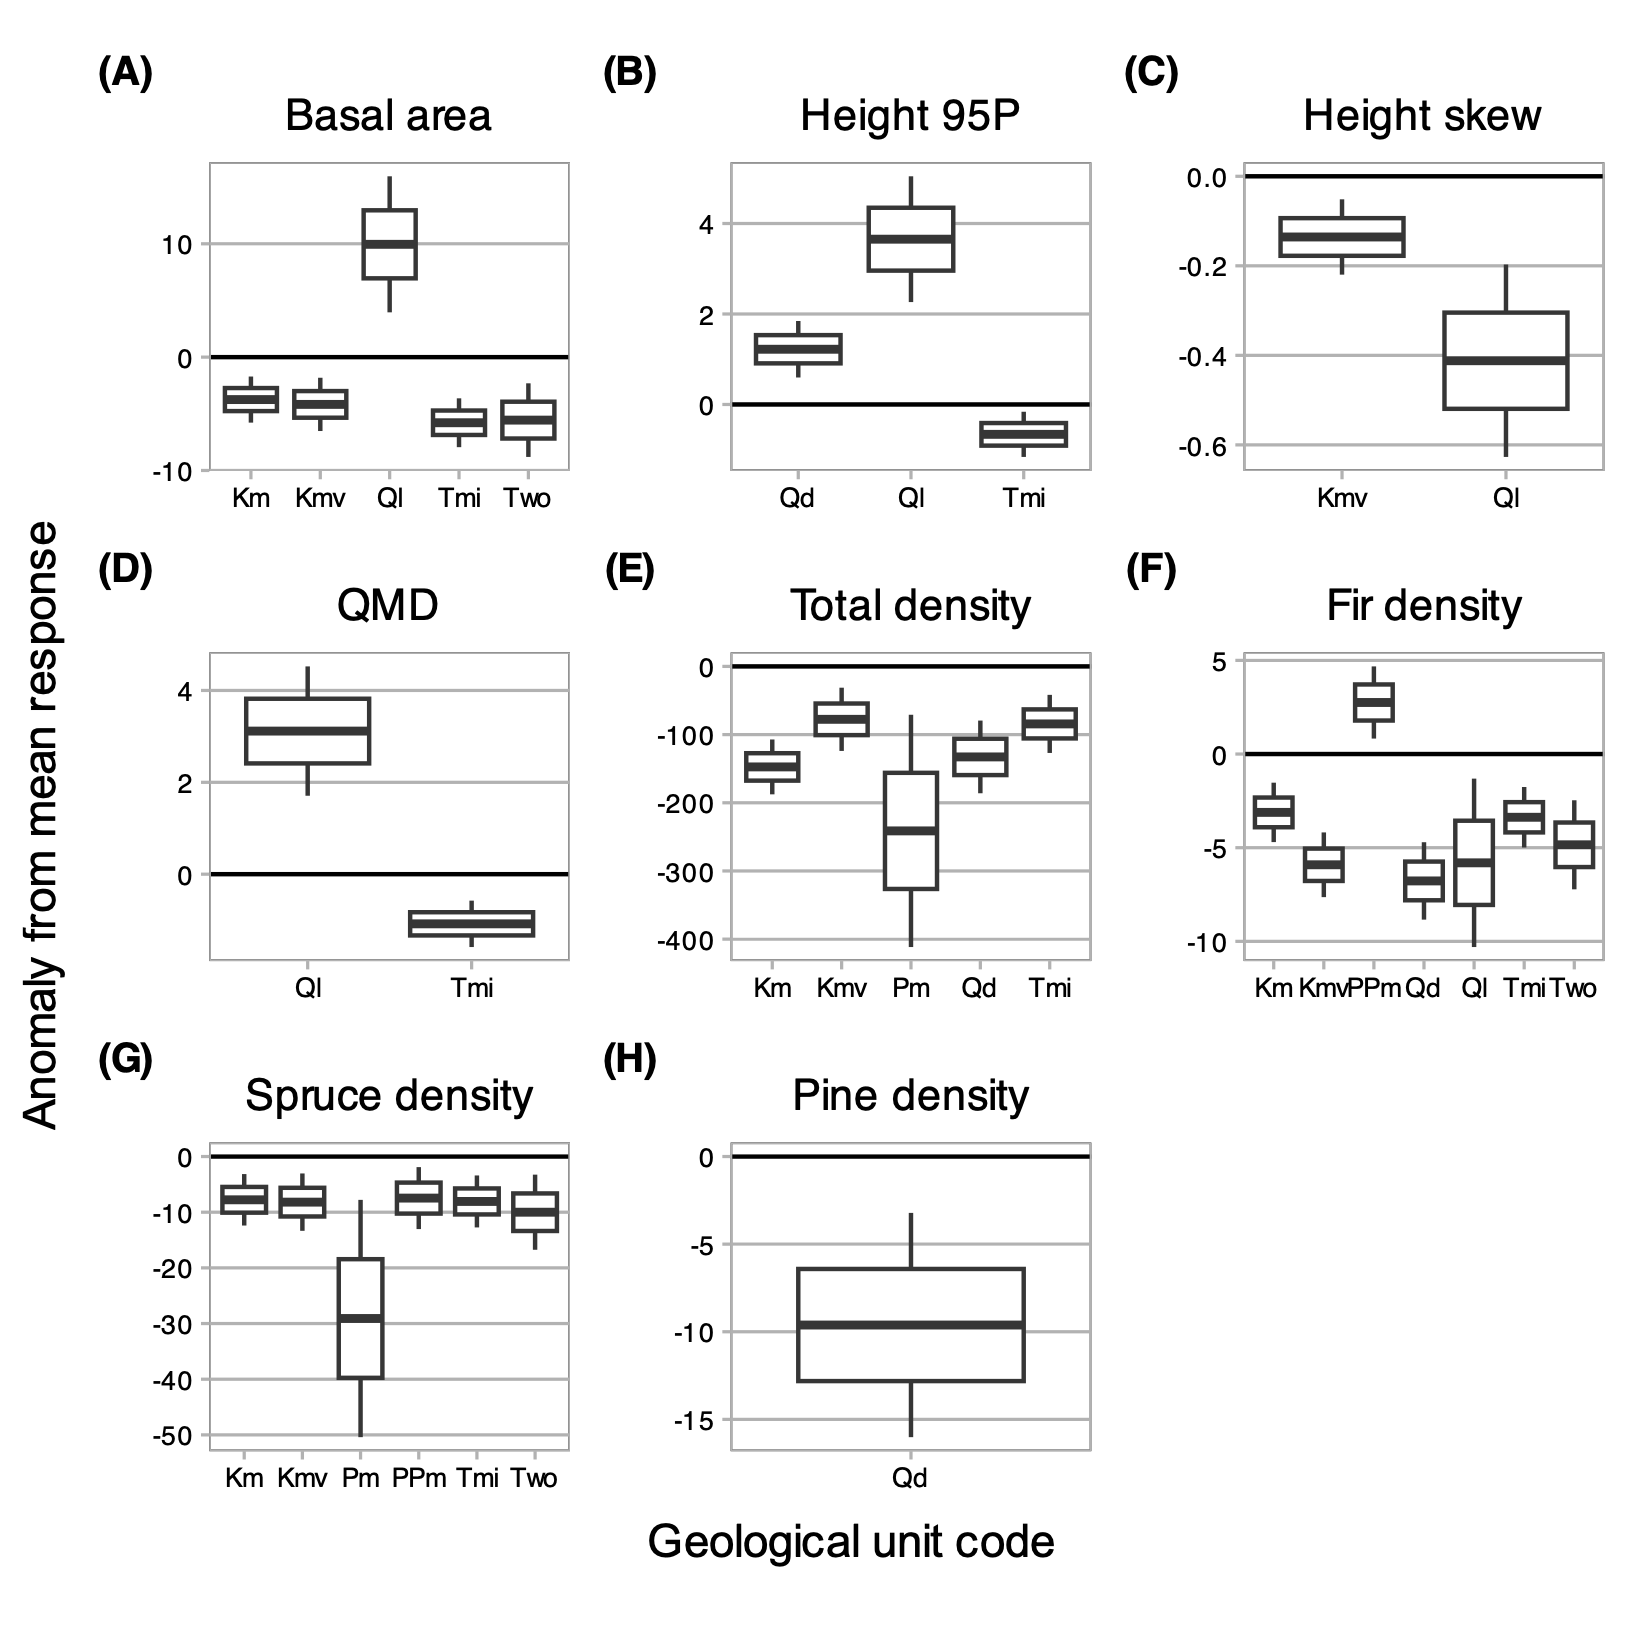 (A)
Basal area
10
0
-10
Km Kmv Ql Tmi Two
(B)
Height 95P
4
2
0
Qd Ql Tmi
(C)
Height skew
0.0
-0.2
-0.4
-0.6
Kmv Ql
(D)
QMD
4
2
0
Ql Tmi
(E)
Total density
0
-100
-200
-300
-400
Km Kmv Pm Qd Tmi
(F)
Fir density
5
0
-5
-10
Km Kmv PPm Qd Ql Tmi Two
(G)
Spruce density
0
-10
-20
-30
-40
-50
Km Kmv Pm PPm Tmi Two
(H)
Pine density
0
-5
-10
-15
Qd
Anomaly from mean response
Geological unit code